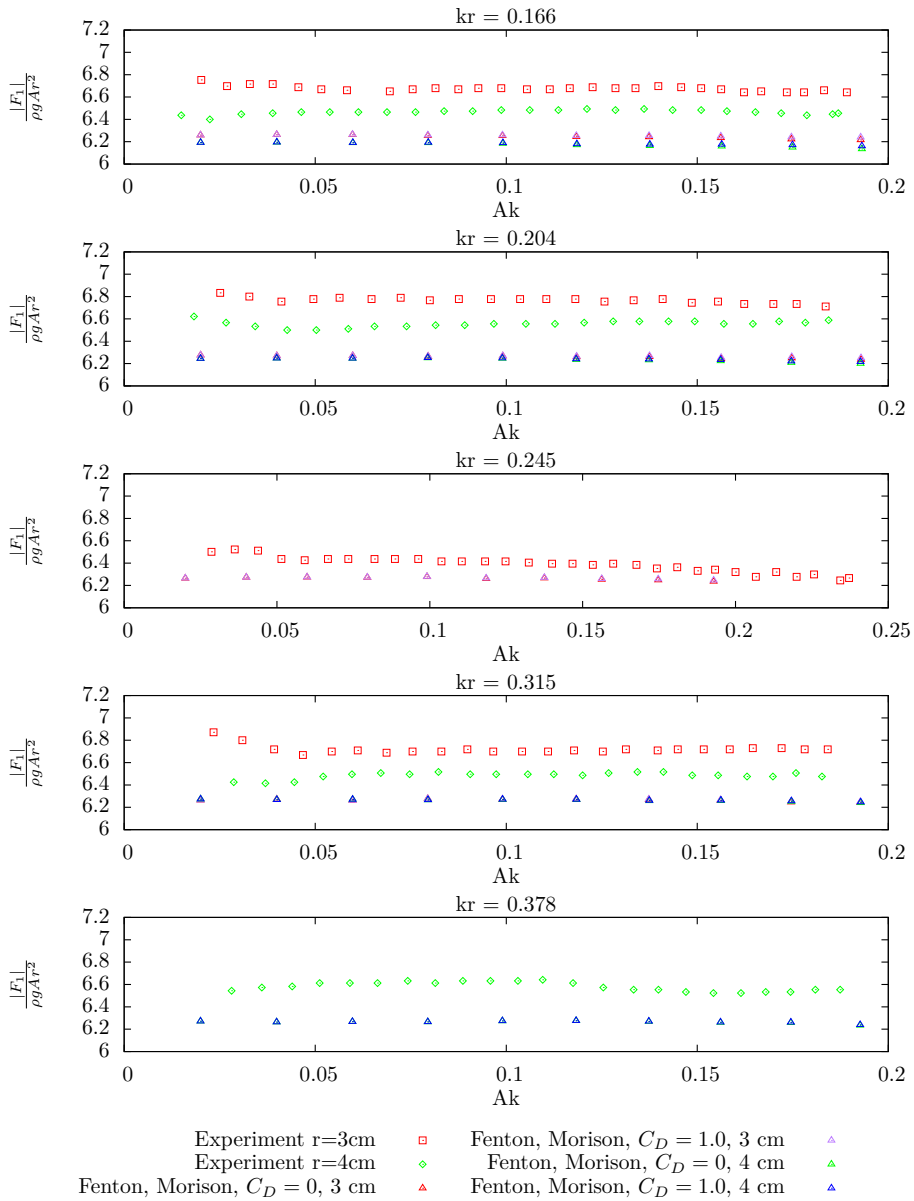 kr = 0.166
7.2
7
6.8
6.6
6.4
6.2
6
|F₁|
ρgAr²
0
0.05
0.1
0.15
0.2
Ak
kr = 0.204
7.2
7
6.8
6.6
6.4
6.2
6
|F₁|
ρgAr²
0
0.05
0.1
0.15
0.2
Ak
kr = 0.245
7.2
7
6.8
6.6
6.4
6.2
6
|F₁|
ρgAr²
0
0.05
0.1
0.15
0.2
0.25
Ak
kr = 0.315
7.2
7
6.8
6.6
6.4
6.2
6
|F₁|
ρgAr²
0
0.05
0.1
0.15
0.2
Ak
kr = 0.378
7.2
7
6.8
6.6
6.4
6.2
6
|F₁|
ρgAr²
0
0.05
0.1
0.15
0.2
Ak
Experiment r=3cm
Experiment r=4cm
Fenton, Morison, C_D = 0, 3 cm
Fenton, Morison, C_D = 1.0, 3 cm
Fenton, Morison, C_D = 0, 4 cm
Fenton, Morison, C_D = 1.0, 4 cm